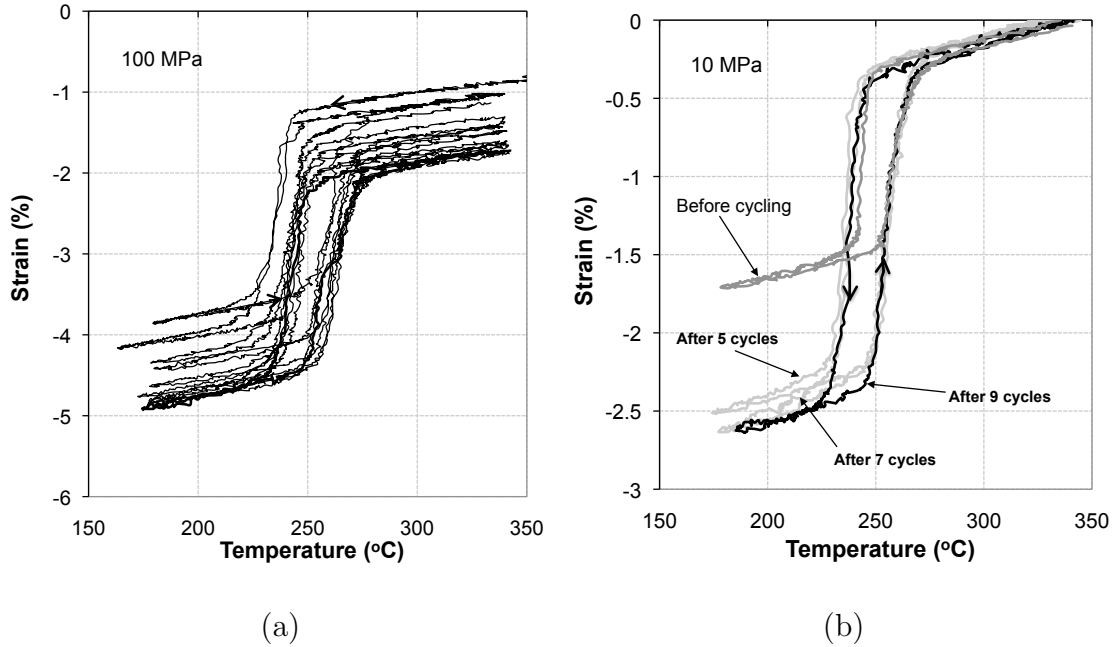 0
-1
-2
-3
-4
-5
-6
150 200 250 300 350
Strain (%)
Temperature (ºC)
100 MPa
(a)
0
-0.5
-1
-1.5
-2
-2.5
-3
150 200 250 300 350
Strain (%)
Temperature (ºC)
10 MPa
Before cycling
After 5 cycles
After 9 cycles
After 7 cycles
(b)